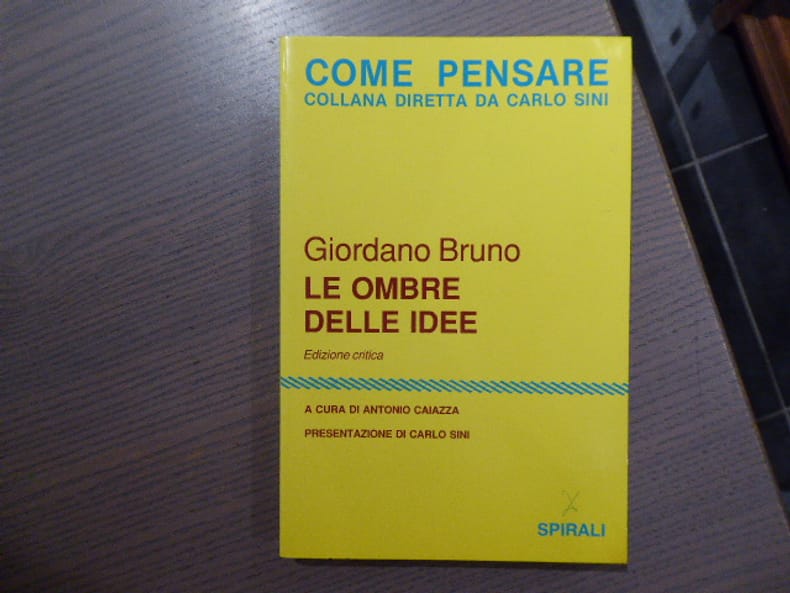 COME PENSARE
COLLANA DIRETTA DA CARLO SINI
Giordano Bruno
LE OMBRE
DELLE IDEE
Edizione critica
A CURA DI ANTONIO CAIAZZA
PRESENTAZIONE DI CARLO SINI
SPIRALI